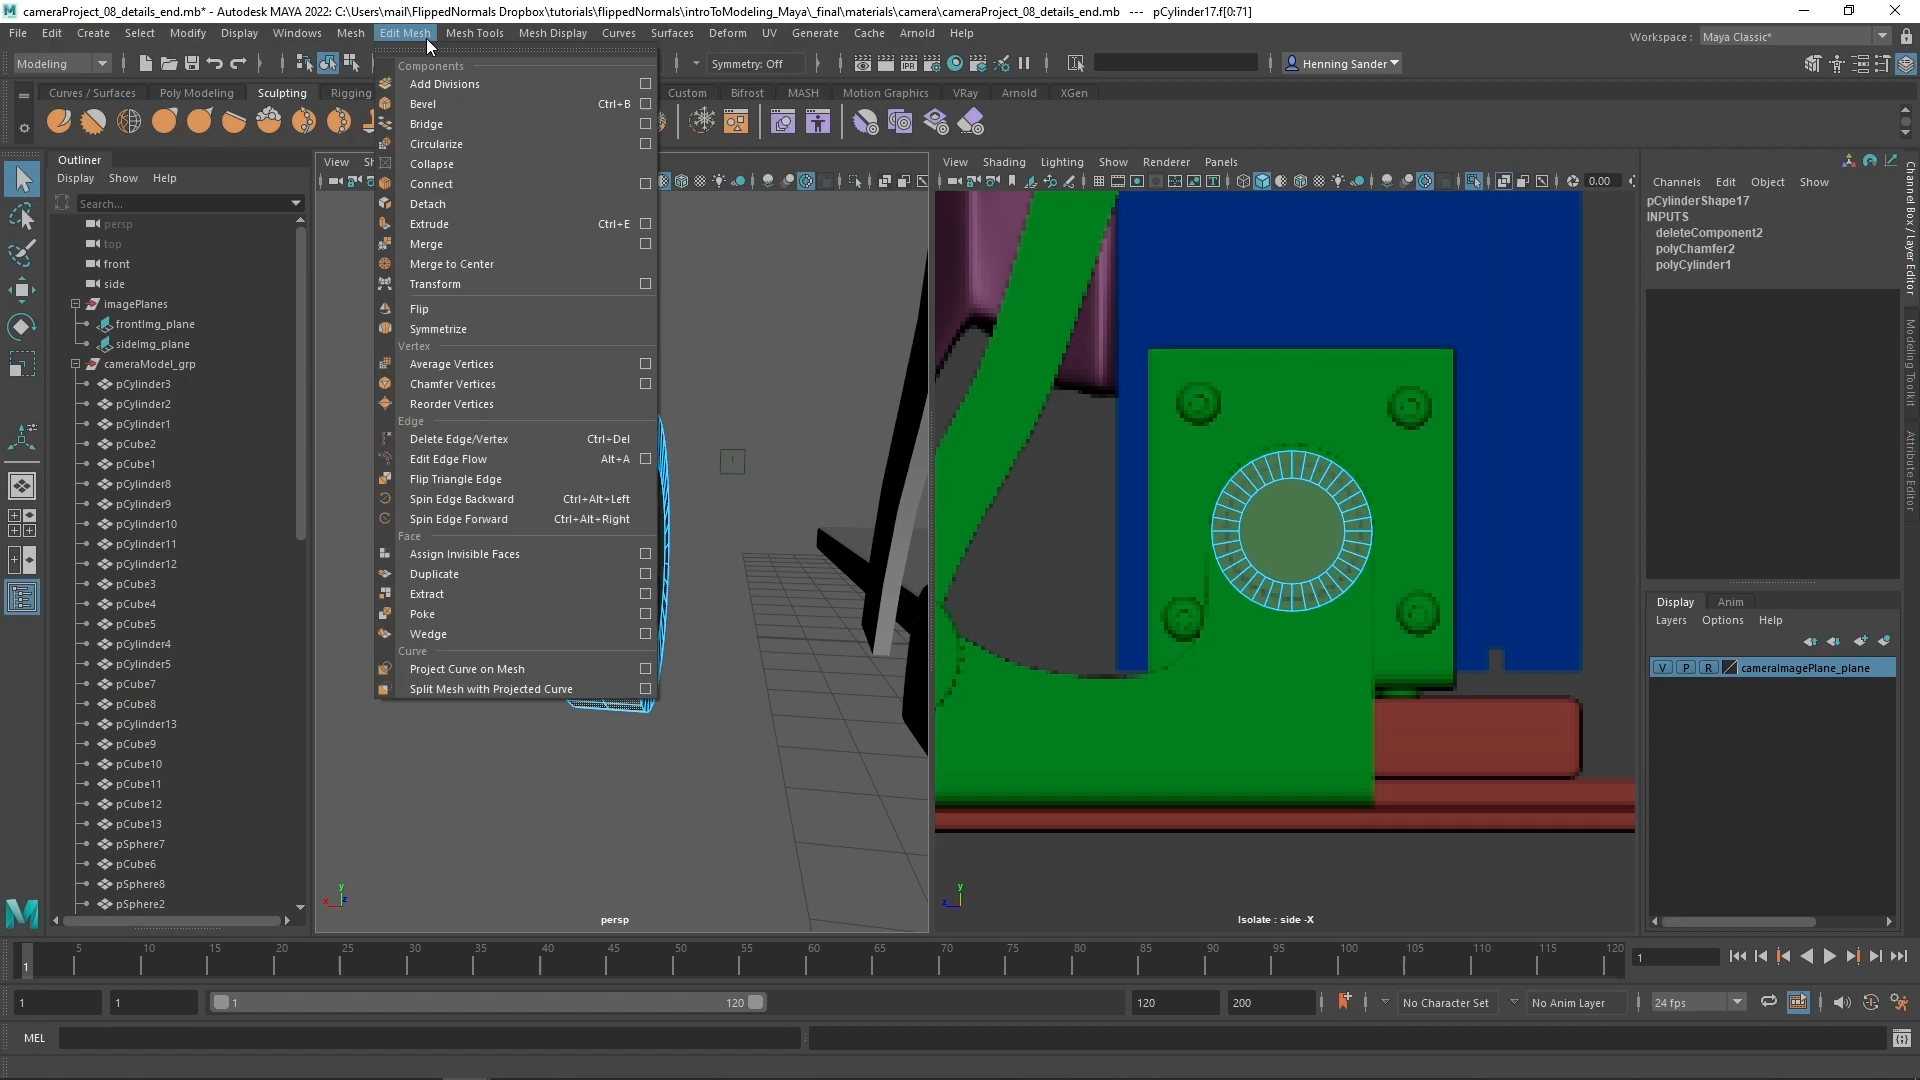 cameraProject_08_details_end.mb* - Autodesk MAYA 2022: C:\Users\mail\FlippedNormals Dropbox\tutorials\flippedNormals\introToModeling_Maya\_final\materials\camera\cameraProject_08_details_end.mb --- pCylinder17.f[0:71]
File Edit Create Select Modify Display Windows Mesh Edit Mesh Mesh Tools Mesh Display Curves Surfaces Deform UV Generate Cache Arnold Help Workspace : Maya Classic*
Modeling Symmetry: Off Henning Sander
Curves / Surfaces Poly Modeling Sculpting Rigging Custom Bifrost MASH Motion Graphics VRay Arnold XGen
Components
Add Divisions
Bevel Ctrl+B
Bridge
Circularize
Collapse
Connect
Detach
Extrude Ctrl+E
Merge
Merge to Center
Transform
Flip
Symmetrize
Vertex
Average Vertices
Chamfer Vertices
Reorder Vertices
Edge
Delete Edge/Vertex Ctrl+Del
Edit Edge Flow Alt+A
Flip Triangle Edge
Spin Edge Backward Ctrl+Alt+Left
Spin Edge Forward Ctrl+Alt+Right
Face
Assign Invisible Faces
Duplicate
Extract
Poke
Wedge
Curve
Project Curve on Mesh
Split Mesh with Projected Curve
Outliner
Display Show Help
Search...
persp
top
front
side
imagePlanes
frontImg_plane
sideImg_plane
cameraModel_grp
pCylinder3
pCylinder2
pCylinder1
pCube2
pCube1
pCylinder8
pCylinder9
pCylinder10
pCylinder11
pCylinder12
pCube3
pCube4
pCube5
pCylinder4
pCylinder5
pCube7
pCube8
pCylinder13
pCube9
pCube10
pCube11
pCube12
pCube13
pSphere7
pCube6
pSphere8
pSphere2
View
y
x z
persp
View Shading Lighting Show Renderer Panels
0.00
y
z
Isolate : side -X
Channels Edit Object Show
pCylinderShape17
INPUTS
deleteComponent2
polyChamfer2
polyCylinder1
Channel Box / Layer Editor
Modeling Toolkit
Attribute Editor
Display Anim
Layers Options Help
V P R cameraImagePlane_plane
5 10 15 20 25 30 35 40 45 50 55 60 65 70 75 80 85 90 95 100 105 110 115 120
1 1
1 1 1 120 120 200 No Character Set No Anim Layer 24 fps
MEL